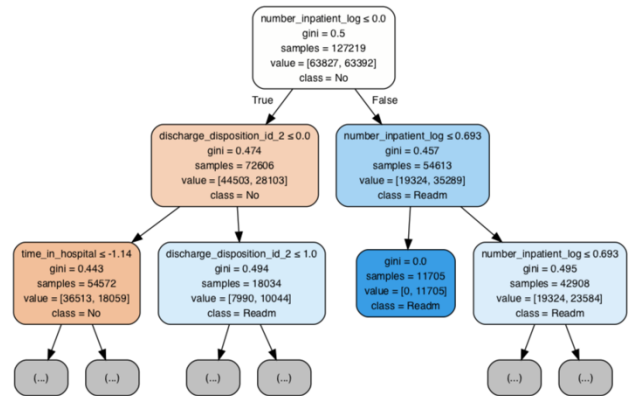 number_inpatient_log ≤ 0.0
gini = 0.5
samples = 127219
value = [63827, 63392]
class = No
True
False
discharge_disposition_id_2 ≤ 0.0
gini = 0.474
samples = 72606
value = [44503, 28103]
class = No
number_inpatient_log ≤ 0.693
gini = 0.457
samples = 54613
value = [19324, 35289]
class = Readm
time_in_hospital ≤ -1.14
gini = 0.443
samples = 54572
value = [36513, 18059]
class = No
discharge_disposition_id_2 ≤ 1.0
gini = 0.494
samples = 18034
value = [7990, 10044]
class = Readm
gini = 0.0
samples = 11705
value = [0, 11705]
class = Readm
number_inpatient_log ≤ 0.693
gini = 0.495
samples = 42908
value = [19324, 23584]
class = Readm
(...)
(...)
(...)
(...)
(...)
(...)